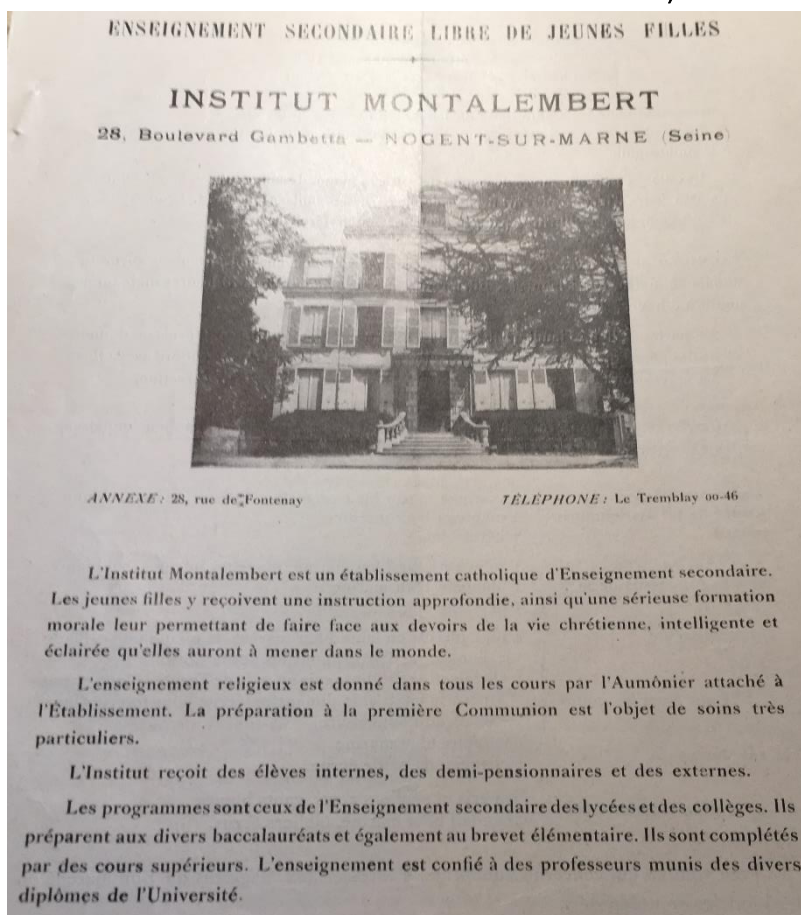 ENSEIGNEMENT SECONDAIRE LIBRE DE JEUNES FILLES
INSTITUT MONTALEMBERT
28, Boulevard Gambetta — NOGENT-SUR-MARNE (Seine)
ANNEXE : 28, rue de Fontenay
TÉLÉPHONE : Le Tremblay 00-46
L'Institut Montalembert est un établissement catholique d'Enseignement secondaire.
Les jeunes filles y reçoivent une instruction approfondie, ainsi qu'une sérieuse formation
morale leur permettant de faire face aux devoirs de la vie chrétienne, intelligente et
éclairée qu'elles auront à mener dans le monde.
L'enseignement religieux est donné dans tous les cours par l'Aumônier attaché à
l'Établissement. La préparation à la première Communion est l'objet de soins très
particuliers.
L'Institut reçoit des élèves internes, des demi-pensionnaires et des externes.
Les programmes sont ceux de l'Enseignement secondaire des lycées et des collèges. Ils
préparent aux divers baccalauréats et également au brevet élémentaire. Ils sont complétés
par des cours supérieurs. L'enseignement est confié à des professeurs munis des divers
diplômes de l'Université.